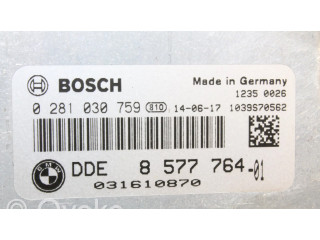 BOSCH
Made in Germany
1235 0026
0 281 030 759 810 14-06-17 1039S70562
DDE 8 577 764-01
031610870
Ovoko